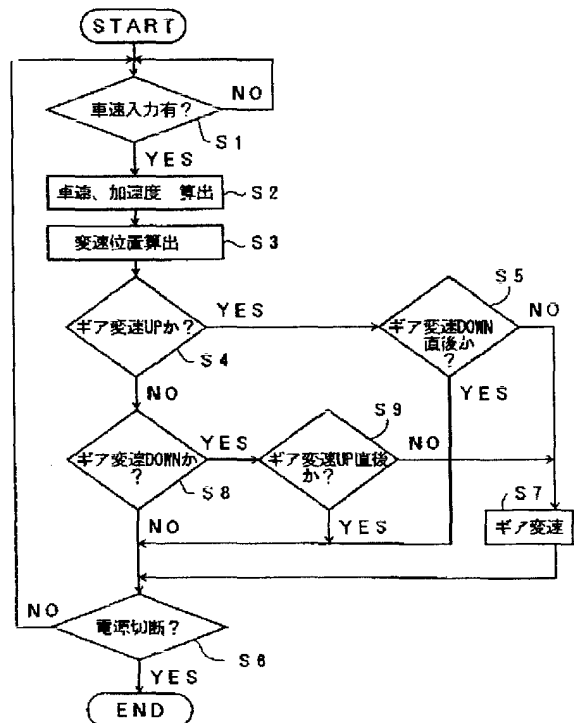 START
車速入力有？
NO
S1
YES
車速、加速度 算出
S2
変速位置算出
S3
ギア変速UPか？
YES
S4
NO
S5
ギア変速DOWN
直後か
？
NO
YES
ギア変速DOWNか
？
YES
S8
NO
S9
ギア変速UP直後
か？
NO
YES
S7
ギア変速
電源切断？
NO
S6
YES
END